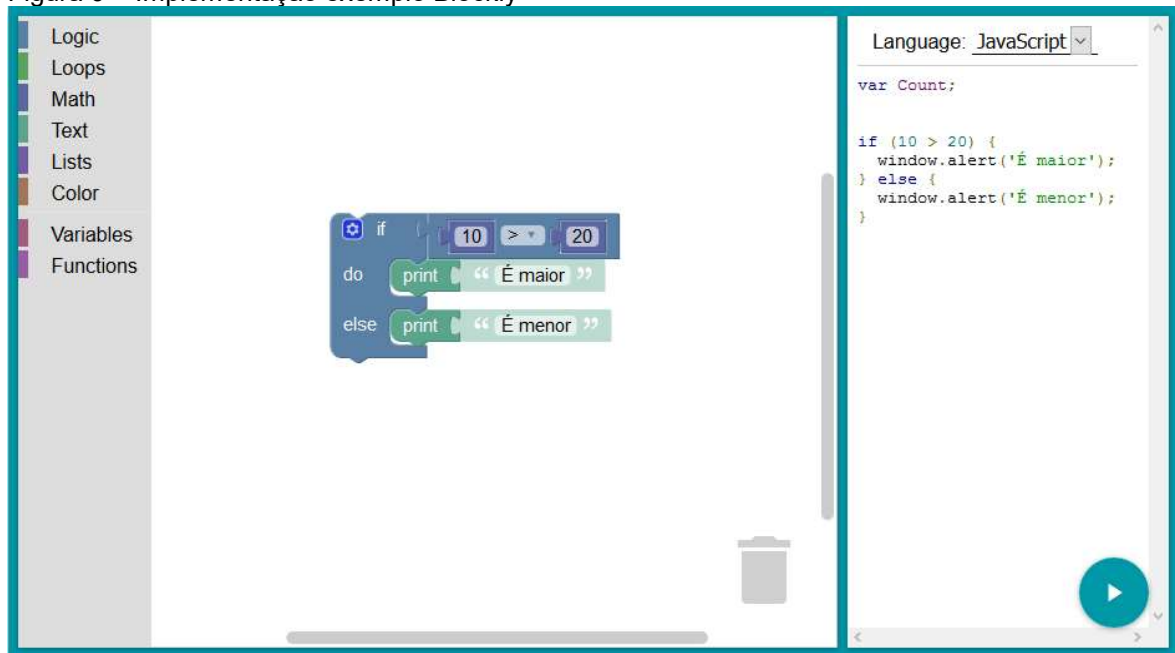 Logic
Loops
Math
Text
Lists
Color
Variables
Functions
if 10 > 20
do print “ É maior ”
else print “ É menor ”
Language: JavaScript
var Count;
if (10 > 20) {
window.alert('É maior');
} else {
window.alert('É menor');
}